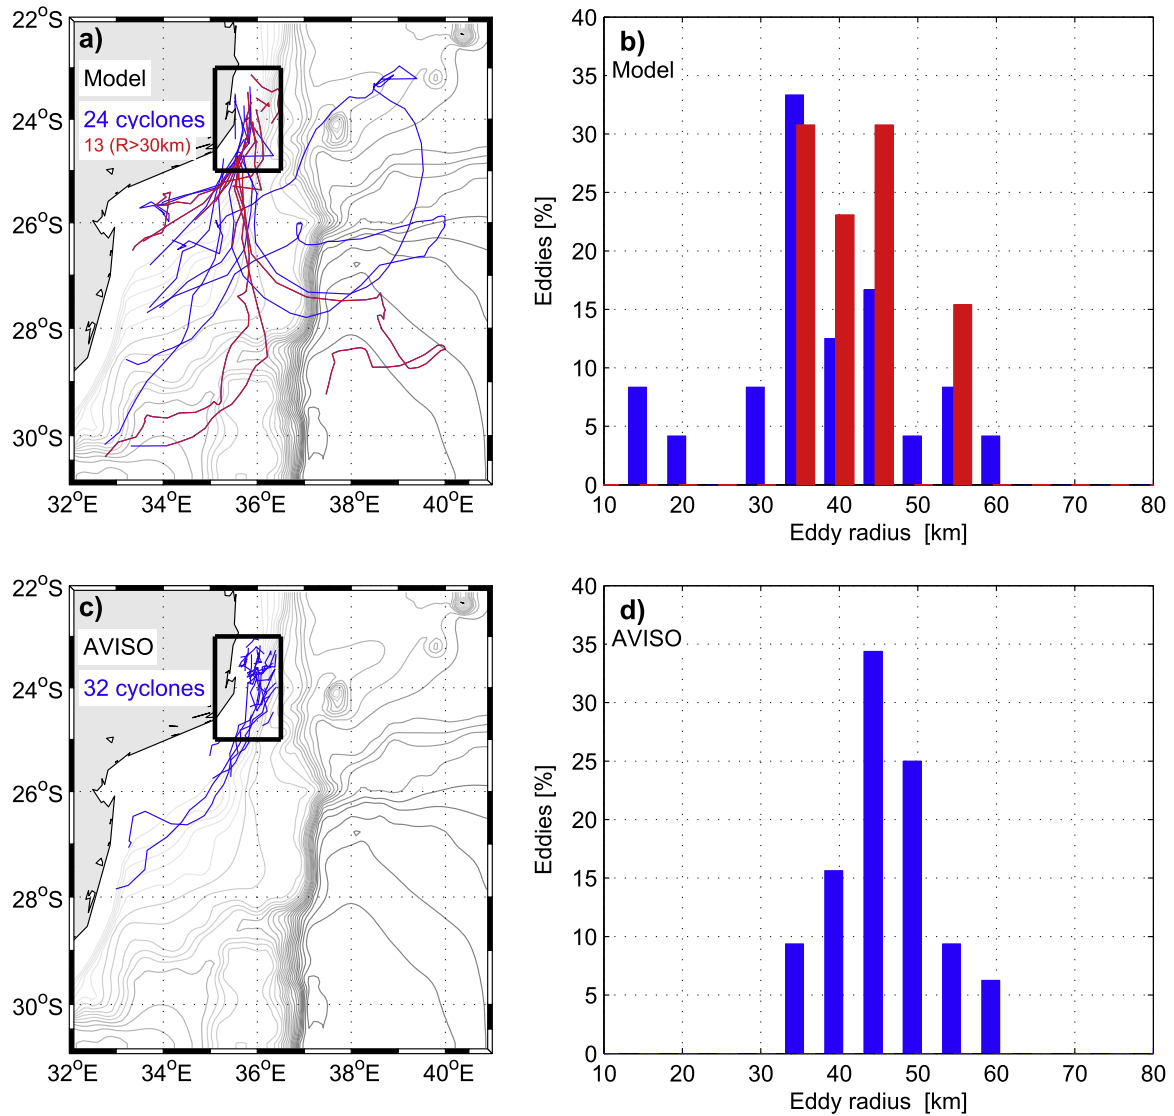 a)
Model
24 cyclones
13 (R>30km)
22°S
24°S
26°S
28°S
30°S
32°E
34°E
36°E
38°E
40°E
b)
Model
40
35
30
25
20
15
10
5
0
Eddies [%]
10
20
30
40
50
60
70
80
Eddy radius [km]
c)
AVISO
32 cyclones
22°S
24°S
26°S
28°S
30°S
32°E
34°E
36°E
38°E
40°E
d)
AVISO
40
35
30
25
20
15
10
5
0
Eddies [%]
10
20
30
40
50
60
70
80
Eddy radius [km]